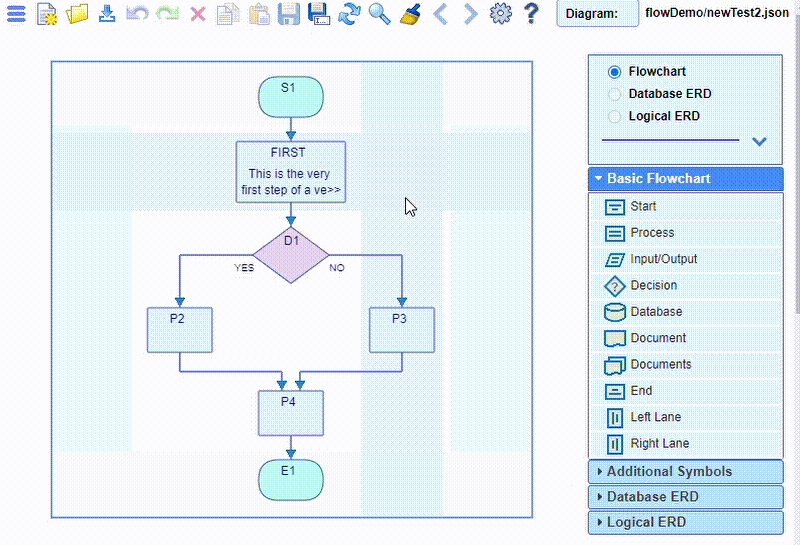 Diagram:
flowDemo/newTest2.json
S1
FIRST
This is the very
first step of a ve>>
D1
YES
NO
P2
P3
P4
E1
Flowchart
Database ERD
Logical ERD
Basic Flowchart
Start
Process
Input/Output
? Decision
Database
Document
Documents
End
Left Lane
Right Lane
Additional Symbols
Database ERD
Logical ERD